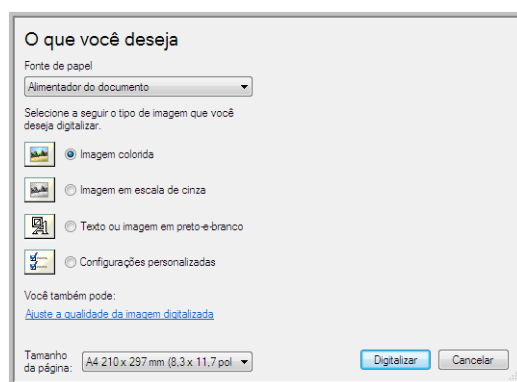 O que você deseja
Fonte de papel
Alimentador do documento
Selecione a seguir o tipo de imagem que você
deseja digitalizar.
Imagem colorida
Imagem em escala de cinza
Texto ou imagem em preto-e-branco
Configurações personalizadas
Você também pode:
Ajuste a qualidade da imagem digitalizada
Tamanho
da página:
A4 210 x 297 mm (8,3 x 11,7 pol
Digitalizar
Cancelar